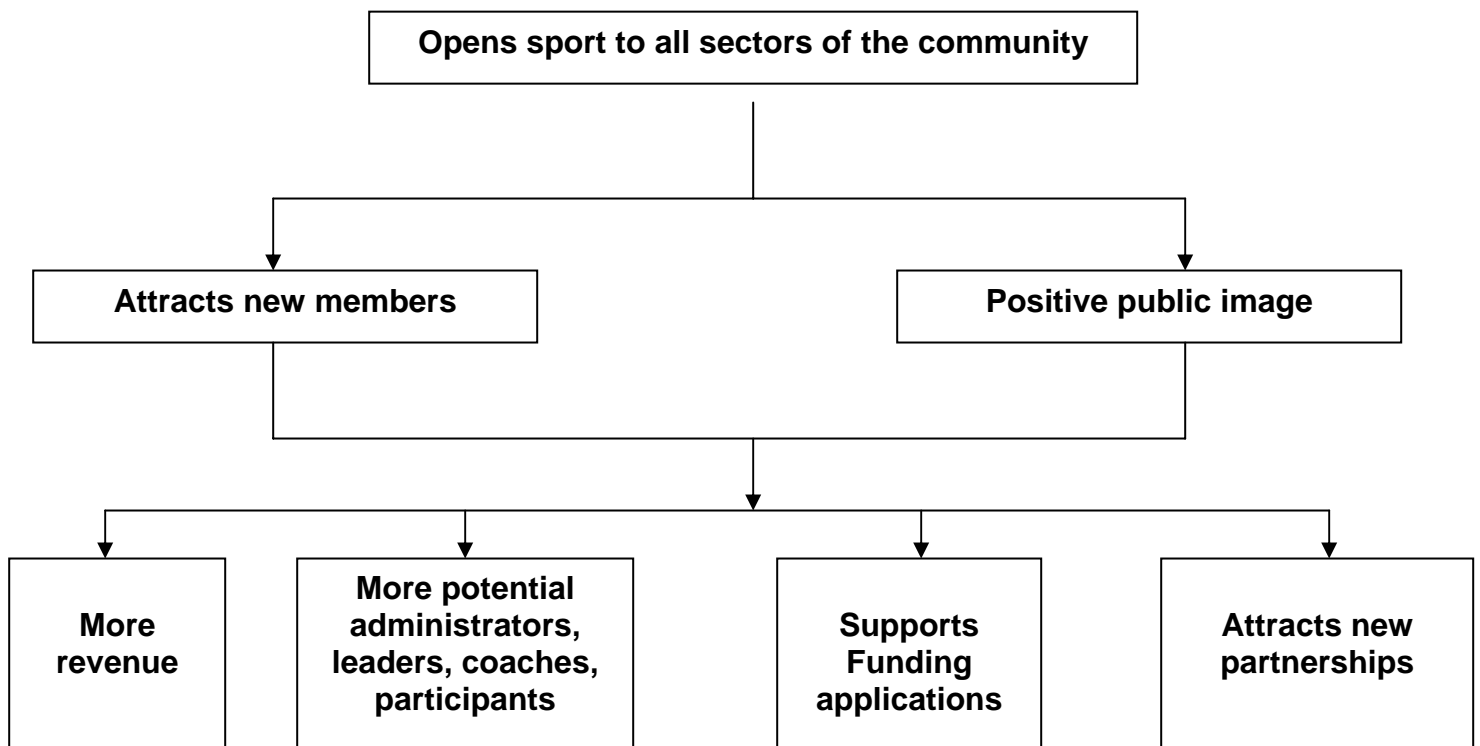 Opens sport to all sectors of the community
Attracts new members
Positive public image
More
revenue
More potential
administrators,
leaders, coaches,
participants
Supports
Funding
applications
Attracts new
partnerships